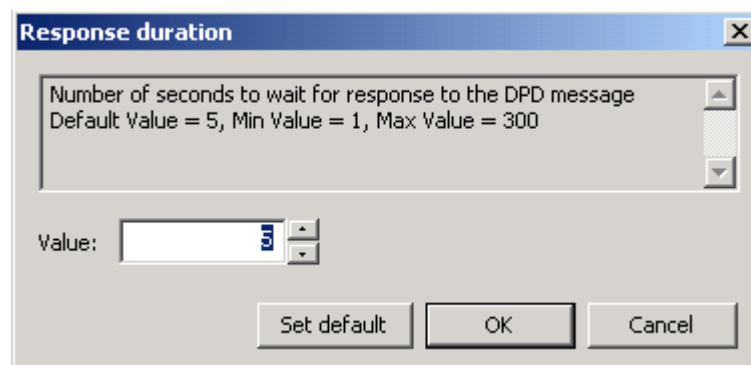 Response duration
Number of seconds to wait for response to the DPD message
Default Value = 5, Min Value = 1, Max Value = 300
Value: 5
Set default OK Cancel